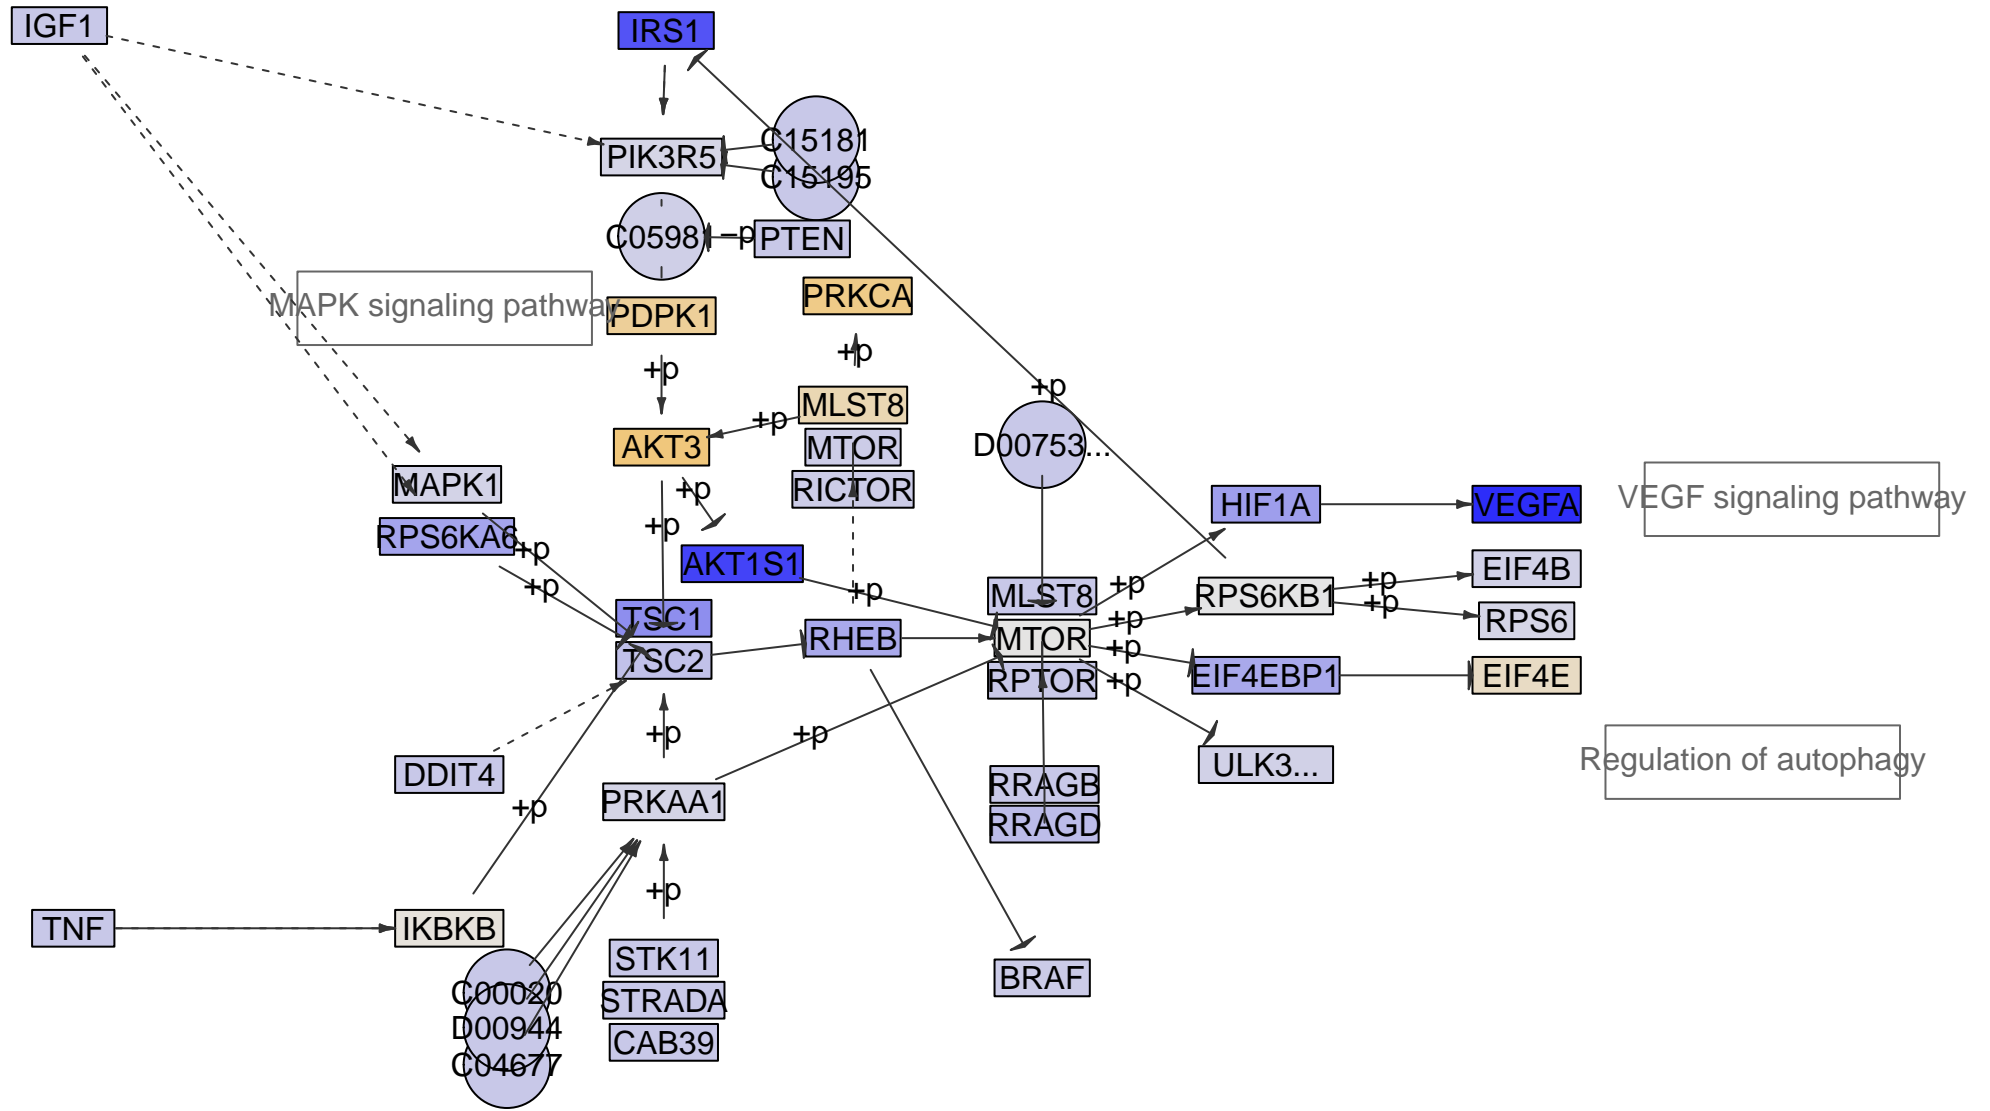 IGF1
IRS1
C15181
PIK3R5
C15195
C0598
−p
PTEN
PRKCA
MAPK signaling pathway
PDPK1
+p
+p
+p
MLST8
+p
AKT3
MTOR
D00753...
MAPK1
+p
RICTOR
HIF1A
VEGFA
VEGF signaling pathway
RPS6KA6
+p
+p
AKT1S1
EIF4B
+p
+p
+p
+p
MLST8
RPS6KB1
+p
TSC1
+p
RPS6
RHEB
MTOR
+p
TSC2
RPTOR
+p
EIF4EBP1
EIF4E
+p
+p
DDIT4
ULK3...
Regulation of autophagy
RRAGB
PRKAA1
+p
RRAGD
+p
TNF
IKBKB
STK11
BRAF
C00020
STRADA
D00944
CAB39
C04677